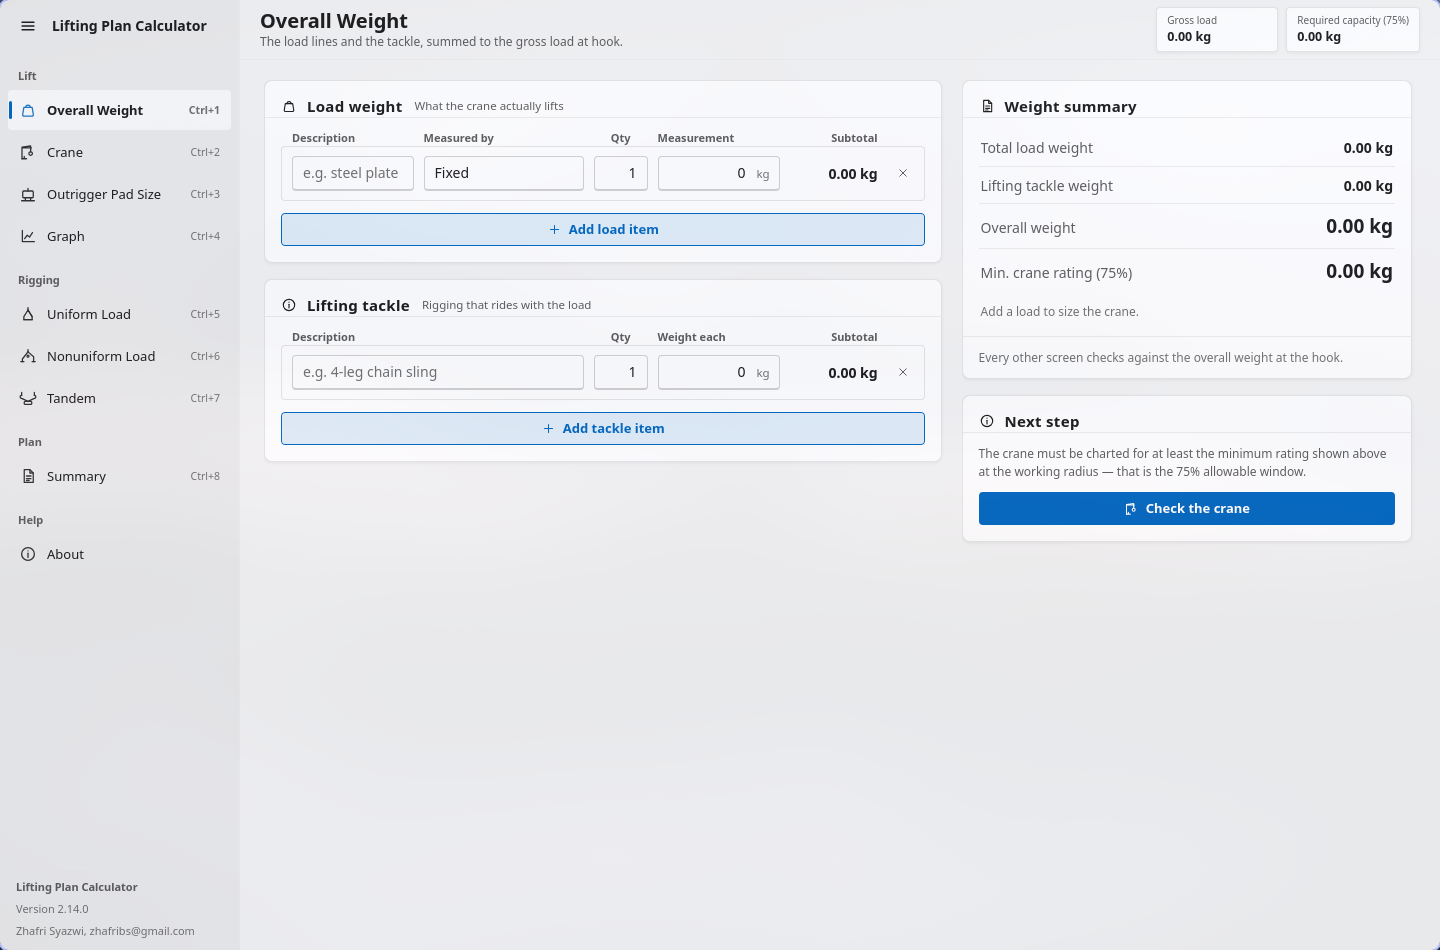 Lifting Plan Calculator
Lift
Overall Weight Ctrl+1
Crane Ctrl+2
Outrigger Pad Size Ctrl+3
Graph Ctrl+4
Rigging
Uniform Load Ctrl+5
Nonuniform Load Ctrl+6
Tandem Ctrl+7
Plan
Summary Ctrl+8
Help
About
Lifting Plan Calculator
Version 2.14.0
Zhafri Syazwi, zhafribs@gmail.com
Overall Weight
The load lines and the tackle, summed to the gross load at hook.
Gross load
0.00 kg
Required capacity (75%)
0.00 kg
Load weight What the crane actually lifts
Description Measured by Qty Measurement Subtotal
e.g. steel plate Fixed 1 0 kg 0.00 kg
Add load item
Lifting tackle Rigging that rides with the load
Description Qty Weight each Subtotal
e.g. 4-leg chain sling 1 0 kg 0.00 kg
Add tackle item
Weight summary
Total load weight 0.00 kg
Lifting tackle weight 0.00 kg
Overall weight 0.00 kg
Min. crane rating (75%) 0.00 kg
Add a load to size the crane.
Every other screen checks against the overall weight at the hook.
Next step
The crane must be charted for at least the minimum rating shown above
at the working radius — that is the 75% allowable window.
Check the crane